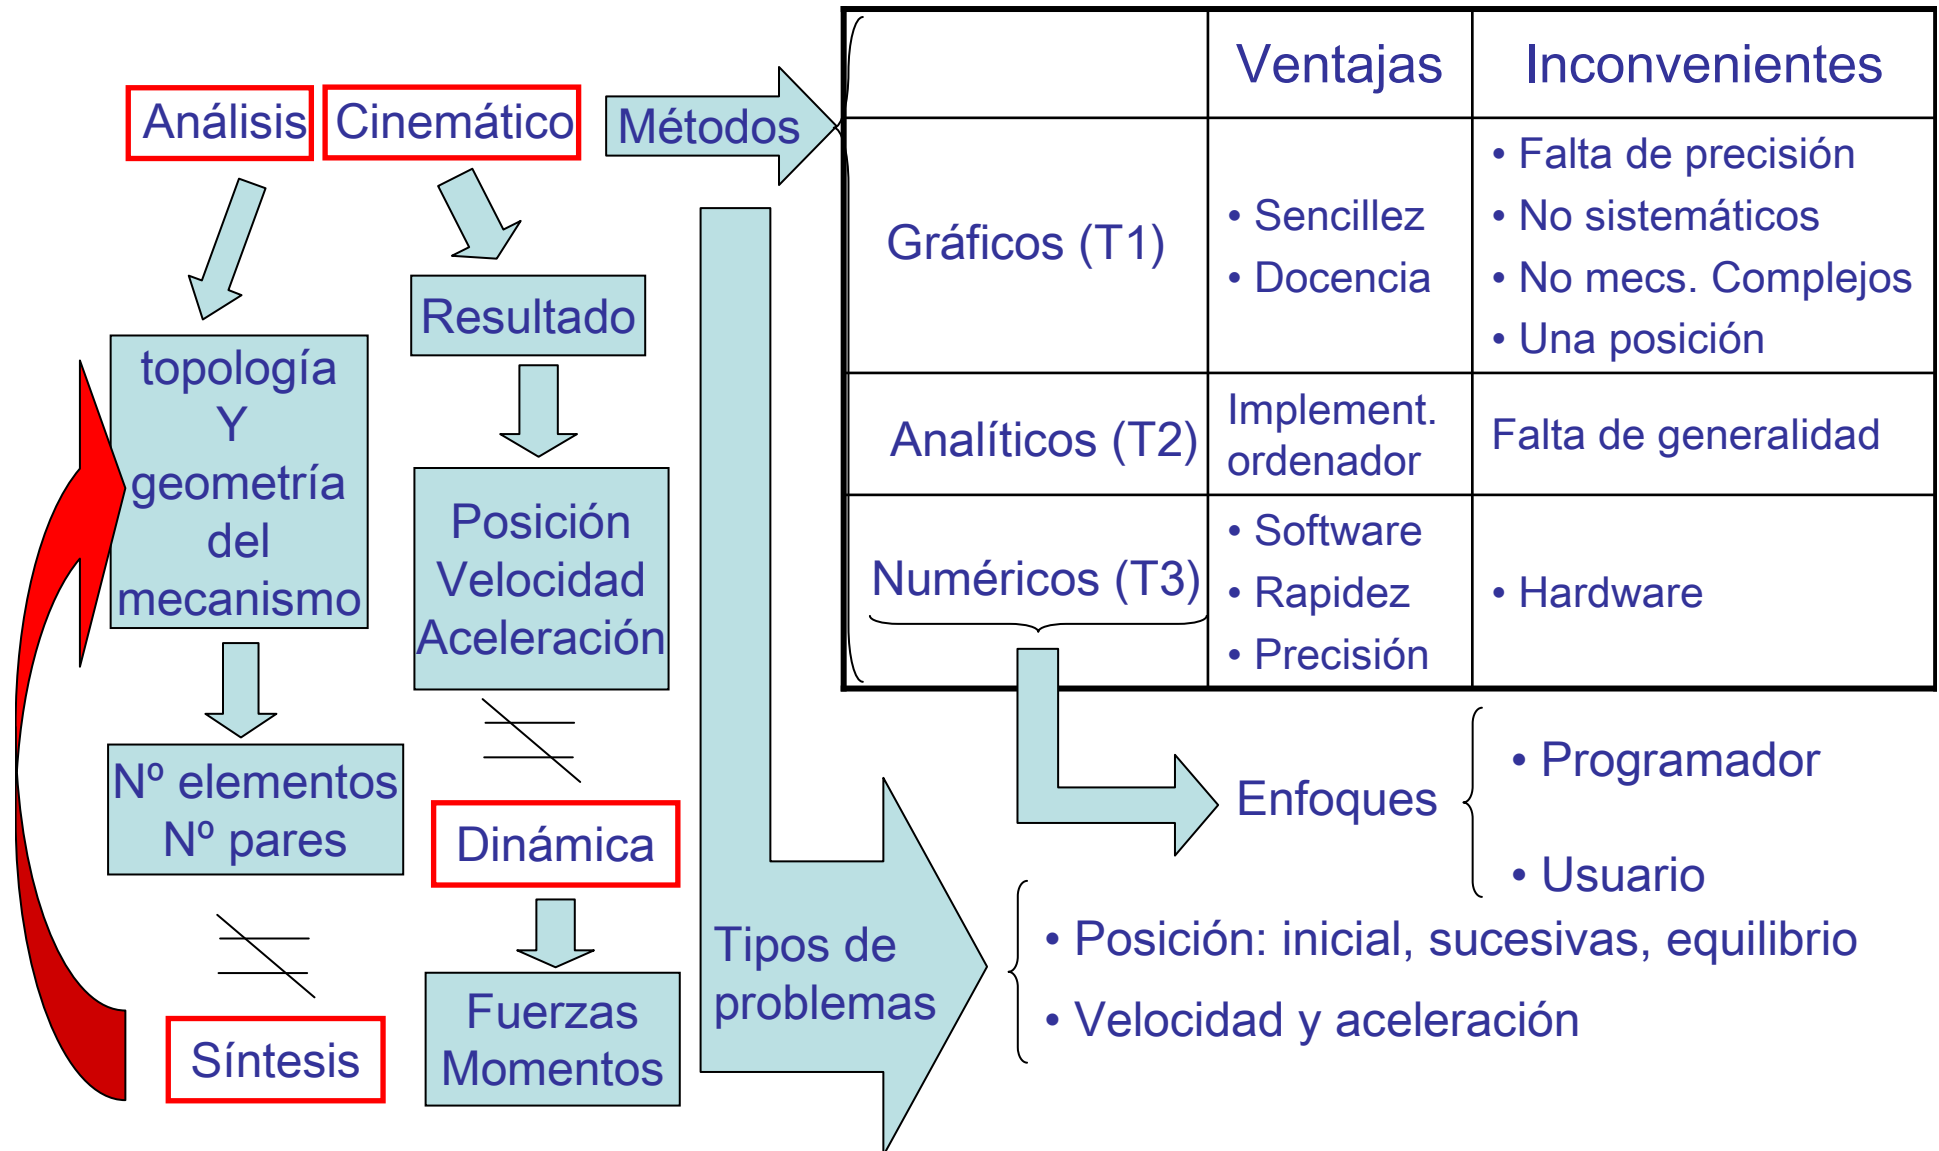 Análisis
Cinemático
Métodos
topología
Y
geometría
del
mecanismo
Nº elementos
Nº pares
Síntesis
Resultado
Posición
Velocidad
Aceleración
Dinámica
Fuerzas
Momentos
Ventajas
Inconvenientes
Gráficos (T1)
• Sencillez
• Docencia
• Falta de precisión
• No sistemáticos
• No mecs. Complejos
• Una posición
Analíticos (T2)
Implement.
ordenador
Falta de generalidad
Numéricos (T3)
• Software
• Rapidez
• Precisión
• Hardware
Enfoques
• Programador
• Usuario
Tipos de
problemas
• Posición: inicial, sucesivas, equilibrio
• Velocidad y aceleración